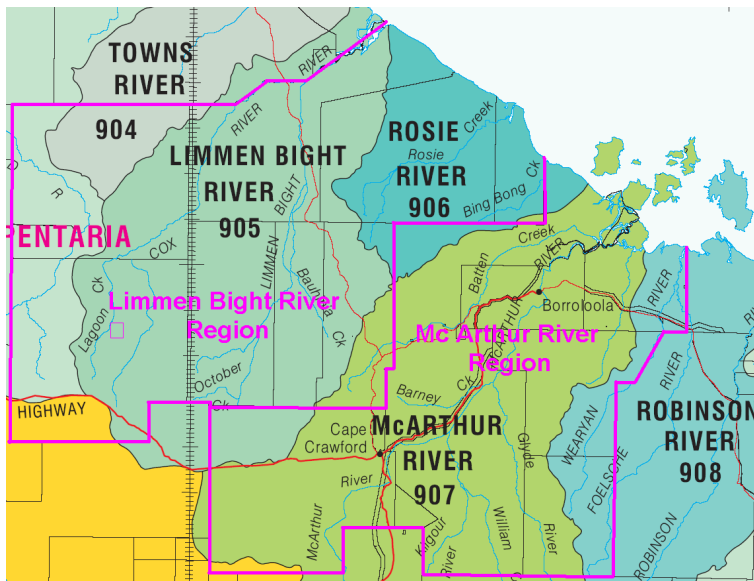 TOWNS
RIVER
904
RIVER
RIVER
LIMMEN BIGHT
RIVER
905
ROSIE
Creek
Rosie
RIVER
906
Bing Bong
Ck
R
PENTARIA
COX
LIMMEN
BIGHT
Bauhinia
Ck
Lagoon
Ck
Limmen Bight River
Region
October
Ck
HIGHWAY
Batten
Creek
RIVER
McARTHUR
Borroloola
Mc Arthur River
Region
Barney
Ck
Cape
Crawford
McARTHUR
RIVER
907
River
McArthur
Kilgour
River
William
Glyde
River
RIVER
WEARYAN
FOELSCHE
RIVER
ROBINSON
ROBINSON
RIVER
908